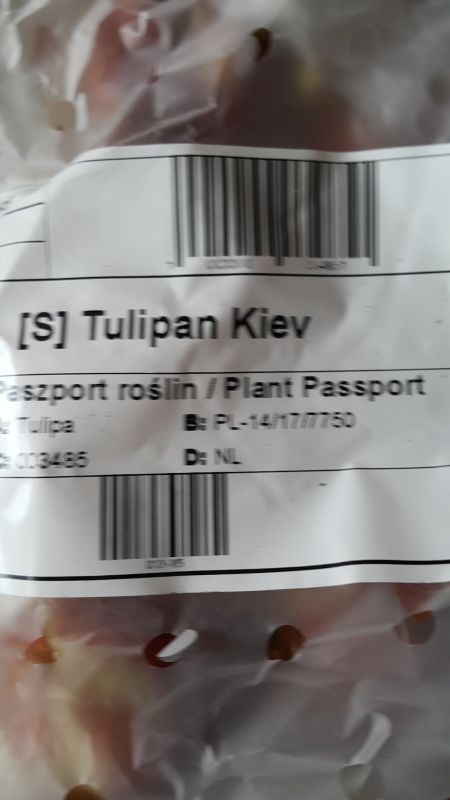 [S] Tulipan Kiev
Paszport roślin / Plant Passport
A: Tulipa B: PL-14/17/7750
C: 003485 D: NL